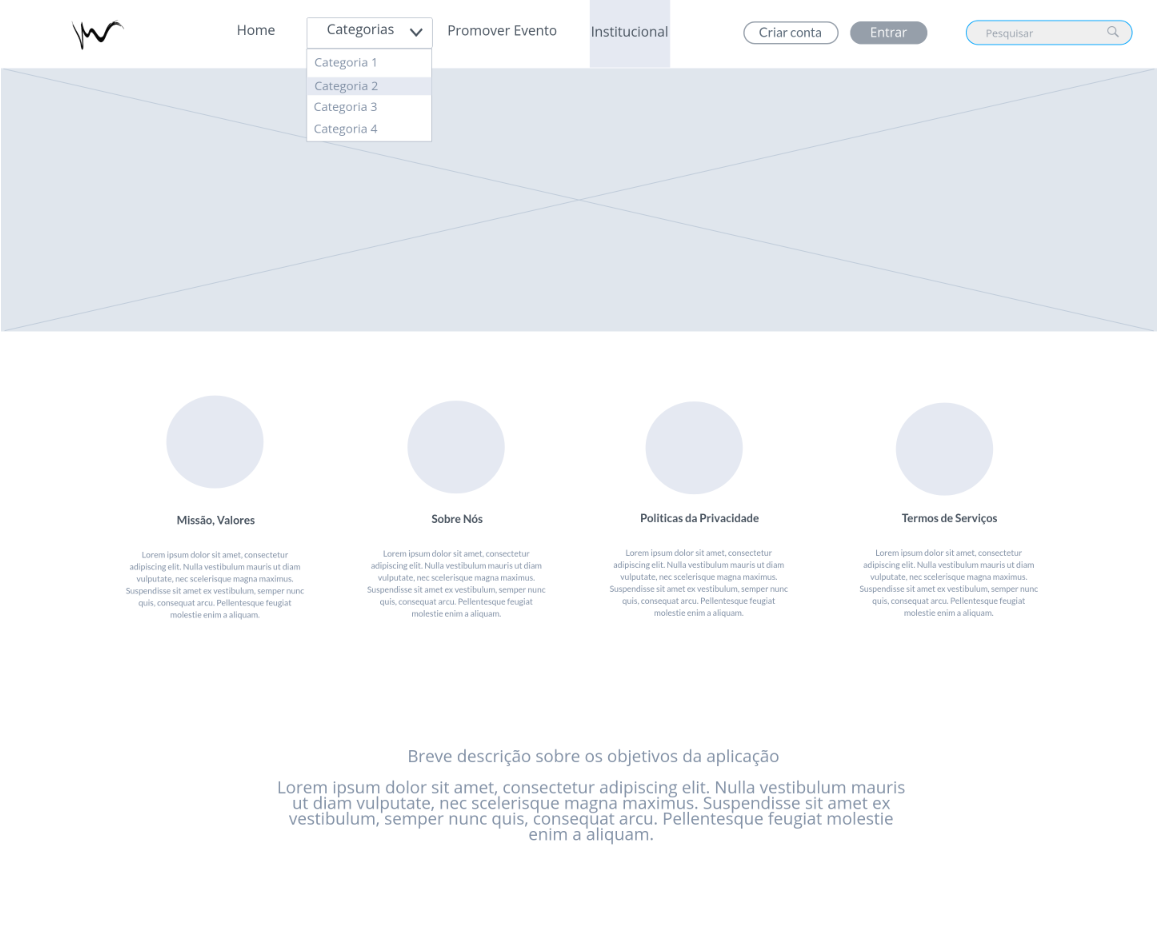 Home
Categorias
Promover Evento
Institucional
Criar conta
Entrar
Pesquisar
Categoria 1
Categoria 2
Categoria 3
Categoria 4
Missão, Valores
Lorem ipsum dolor sit amet, consectetur
adipiscing elit. Nulla vestibulum mauris ut diam
vulputate, nec scelerisque magna maximus.
Suspendisse sit amet ex vestibulum, semper nunc
quis, consequat arcu. Pellentesque feugiat
molestie enim a aliquam.
Sobre Nós
Lorem ipsum dolor sit amet, consectetur
adipiscing elit. Nulla vestibulum mauris ut diam
vulputate, nec scelerisque magna maximus.
Suspendisse sit amet ex vestibulum, semper nunc
quis, consequat arcu. Pellentesque feugiat
molestie enim a aliquam.
Politicas da Privacidade
Lorem ipsum dolor sit amet, consectetur
adipiscing elit. Nulla vestibulum mauris ut diam
vulputate, nec scelerisque magna maximus.
Suspendisse sit amet ex vestibulum, semper nunc
quis, consequat arcu. Pellentesque feugiat
molestie enim a aliquam.
Termos de Serviços
Lorem ipsum dolor sit amet, consectetur
adipiscing elit. Nulla vestibulum mauris ut diam
vulputate, nec scelerisque magna maximus.
Suspendisse sit amet ex vestibulum, semper nunc
quis, consequat arcu. Pellentesque feugiat
molestie enim a aliquam.
Breve descrição sobre os objetivos da aplicação
Lorem ipsum dolor sit amet, consectetur adipiscing elit. Nulla vestibulum mauris
ut diam vulputate, nec scelerisque magna maximus. Suspendisse sit amet ex
vestibulum, semper nunc quis, consequat arcu. Pellentesque feugiat molestie
enim a aliquam.